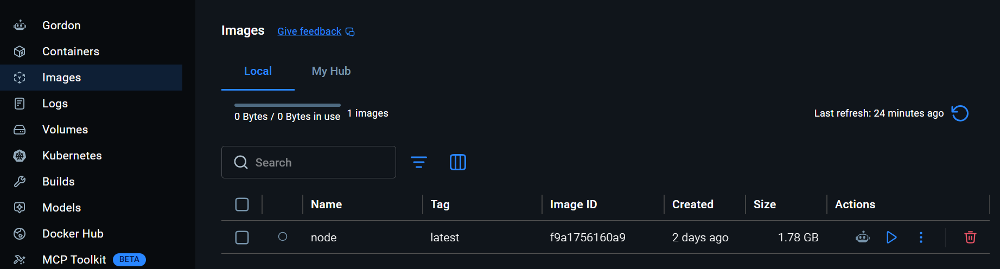 Gordon
Containers
Images
Logs
Volumes
Kubernetes
Builds
Models
Docker Hub
MCP Toolkit BETA
Images Give feedback
Local My Hub
0 Bytes / 0 Bytes in use 1 images
Last refresh: 24 minutes ago
Search
Name Tag Image ID Created Size Actions
node latest f9a1756160a9 2 days ago 1.78 GB